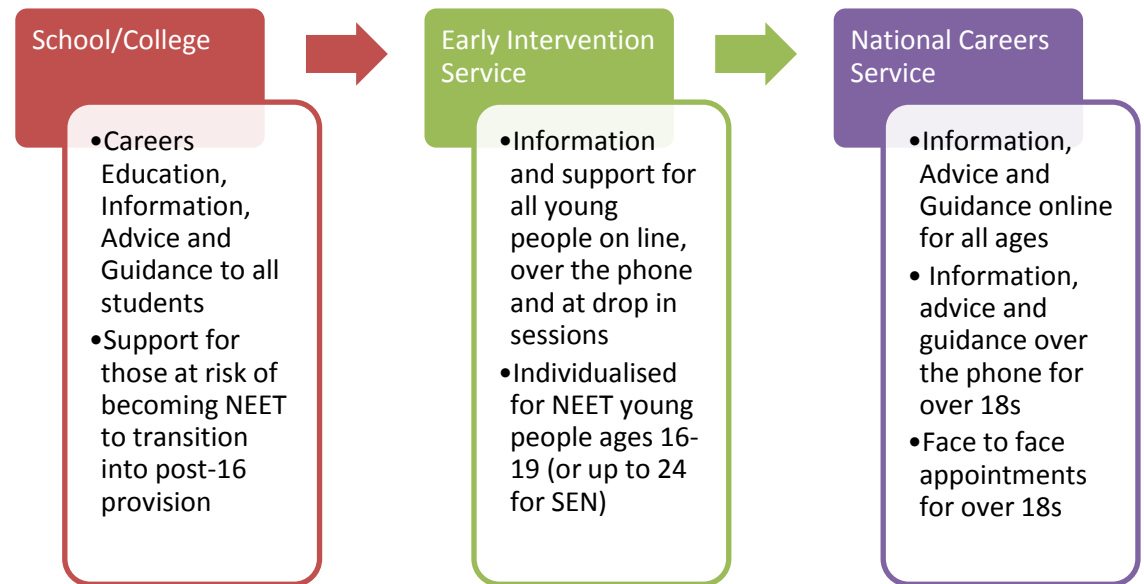 School/College
•Careers
Education,
Information,
Advice and
Guidance to all
students
•Support for
those at risk of
becoming NEET
to transition
into post-16
provision
Early Intervention
Service
•Information
and support for
all young
people on line,
over the phone
and at drop in
sessions
•Individualised
for NEET young
people ages 16-
19 (or up to 24
for SEN)
National Careers
Service
•Information,
Advice and
Guidance online
for all ages
• Information,
advice and
guidance over
the phone for
over 18s
•Face to face
appointments
for over 18s